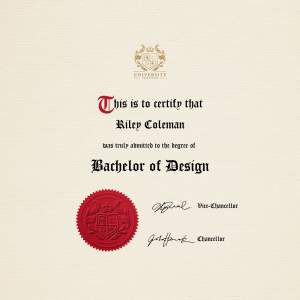 UNIVERSITY
This is to certify that
Riley Coleman
was truly admitted to the degree of
Bachelor of Design
Vice-Chancellor
Chancellor